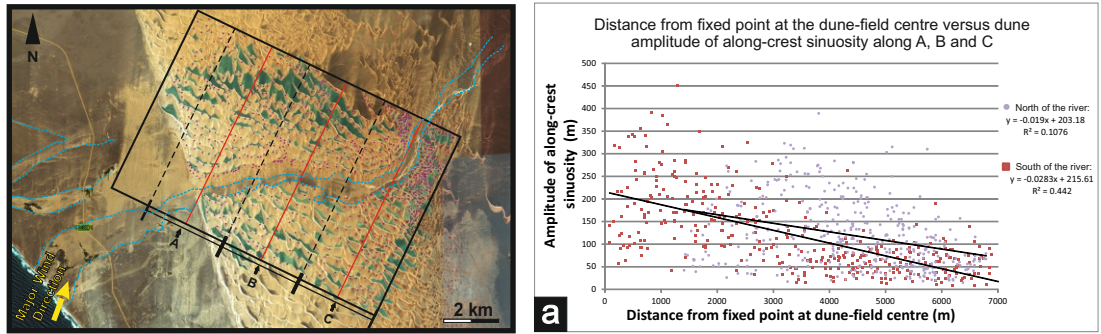 N
A
B
C
Major Wind
Direction
2 km
Distance from fixed point at the dune-field centre versus dune
amplitude of along-crest sinuosity along A, B and C
Amplitude of along-crest
sinuosity (m)
500
450
400
350
300
250
200
150
100
50
0
0 1000 2000 3000 4000 5000 6000 7000
Distance from fixed point at dune-field centre (m)
North of the river:
y = -0.019x + 203.18
R² = 0.1076
South of the river:
y = -0.0283x + 215.61
R² = 0.442
a